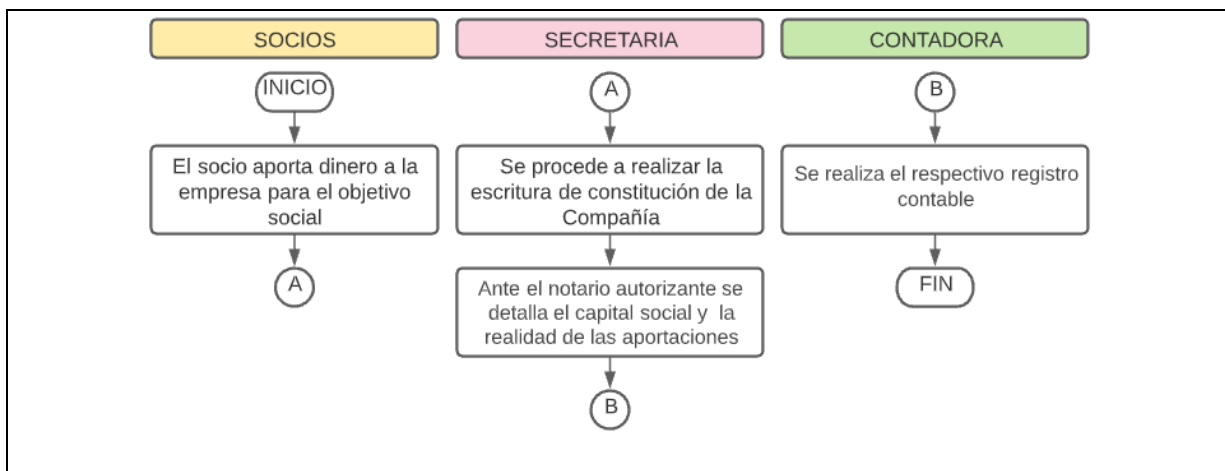 SOCIOS
INICIO
El socio aporta dinero a la
empresa para el objetivo
social
A
SECRETARIA
A
Se procede a realizar la
escritura de constitución de la
Compañía
Ante el notario autorizante se
detalla el capital social y la
realidad de las aportaciones
B
CONTADORA
B
Se realiza el respectivo registro
contable
FIN